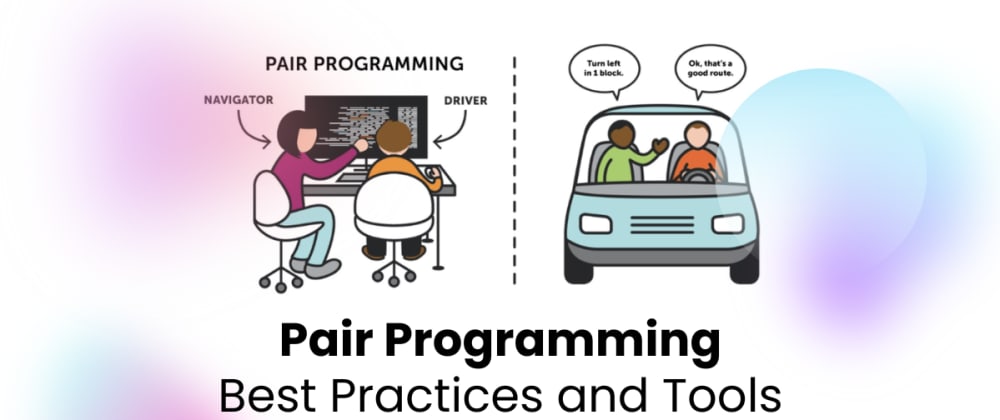 PAIR PROGRAMMING
NAVIGATOR
DRIVER
Turn left
in 1 block.
Ok, that's a
good route.
Pair Programming
Best Practices and Tools